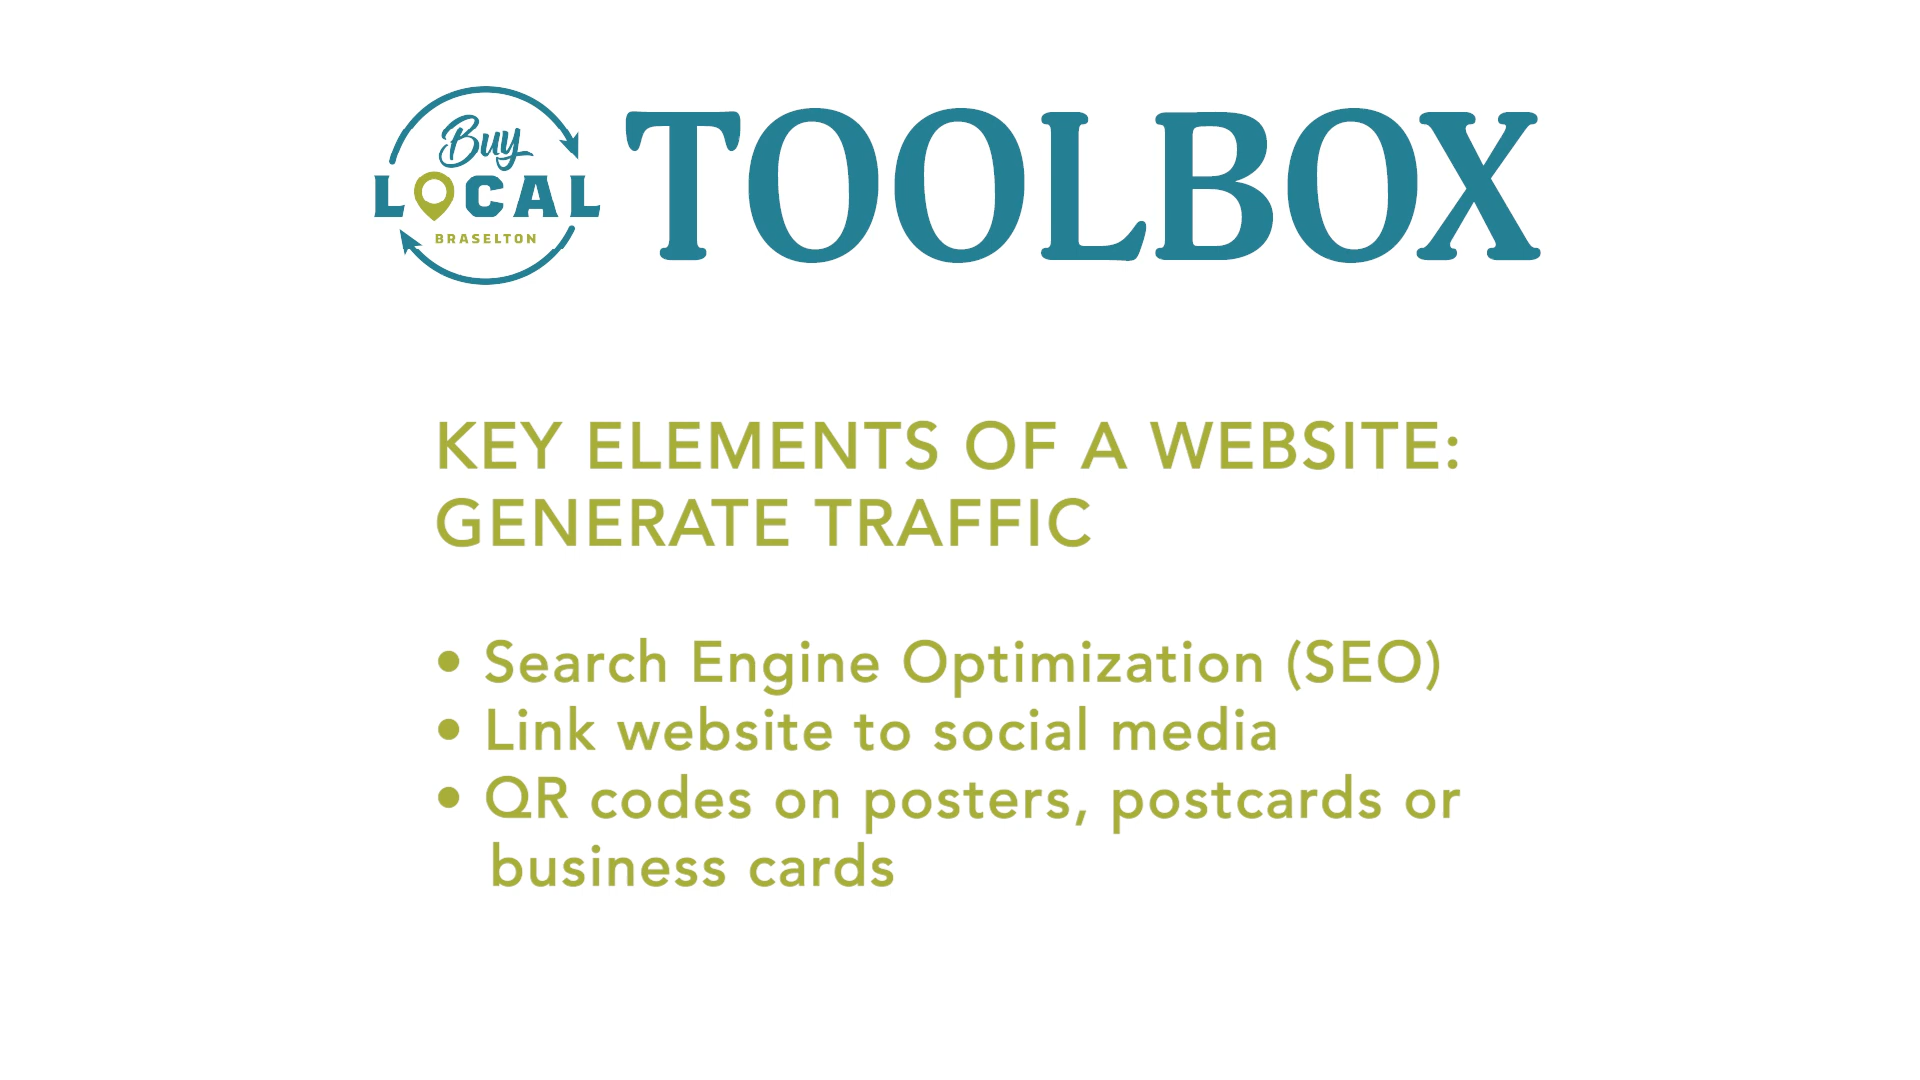 Buy
LOCAL
BRASELTON
TOOLBOX
KEY ELEMENTS OF A WEBSITE:
GENERATE TRAFFIC
• Search Engine Optimization (SEO)
• Link website to social media
• QR codes on posters, postcards or
business cards